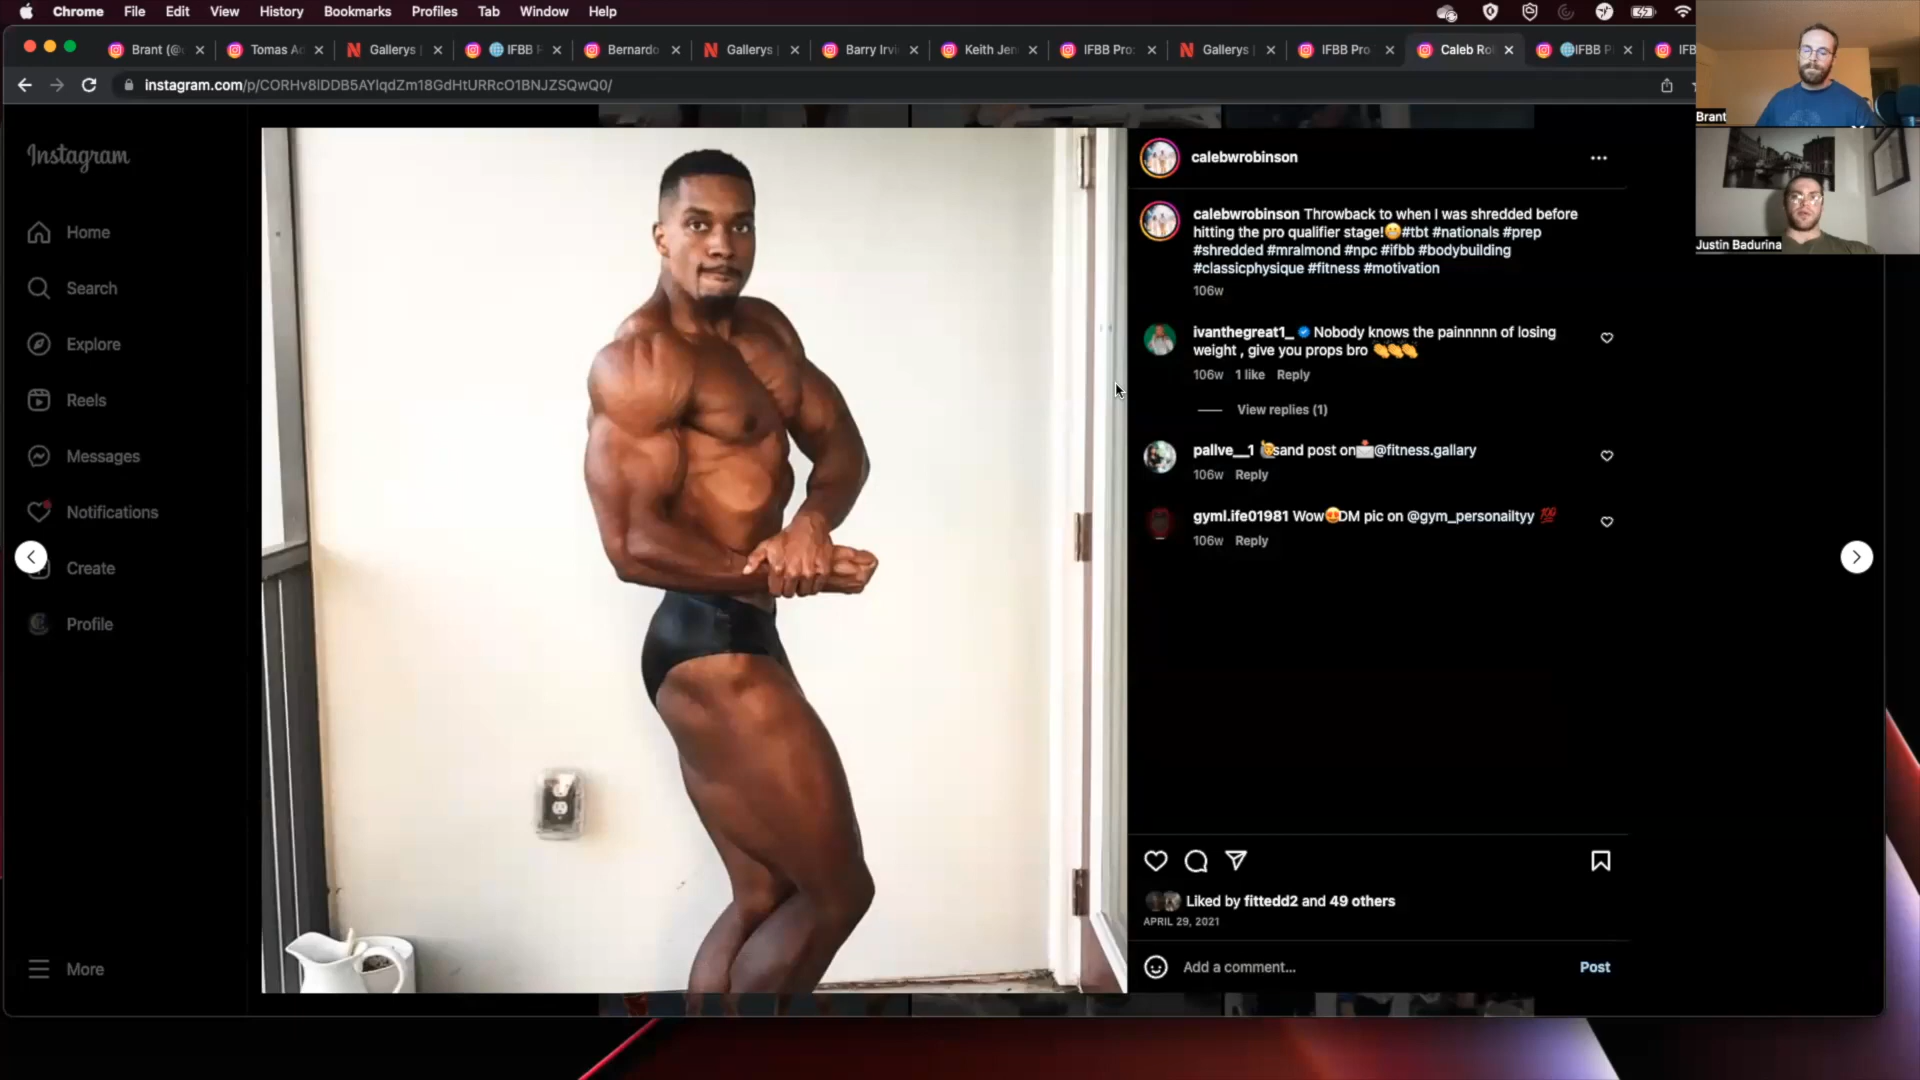 Chrome File Edit View History Bookmarks Profiles Tab Window Help
Brant (@ Tomas Ad Gallerys IFBB Bernardo Gallerys Barry Irvi Keith Jen IFBB Pro Gallerys IFBB Pro Caleb Ro IFBB P IFB
instagram.com/p/CORHv8lDDB5AYlqdZm18GdHtURRcO1BNJZSQwQ0/
Brant
Justin Badurina
Instagram
Home
Search
Explore
Reels
Messages
Notifications
Create
Profile
More
calebwrobinson
calebwrobinson Throwback to when I was shredded before
hitting the pro qualifier stage!😁#tbt #nationals #prep
#shredded #mralmond #npc #ifbb #bodybuilding
#classicphysique #fitness #motivation
106w
ivanthegreat1_ Nobody knows the painnnnn of losing
weight , give you props bro 👏👏👏
106w 1 like Reply
View replies (1)
pallve__1 🙋sand post on📩@fitness.gallary
106w Reply
gyml.ife01981 Wow😍DM pic on @gym_personailtyy 💯
106w Reply
Liked by fittedd2 and 49 others
APRIL 29, 2021
Add a comment... Post